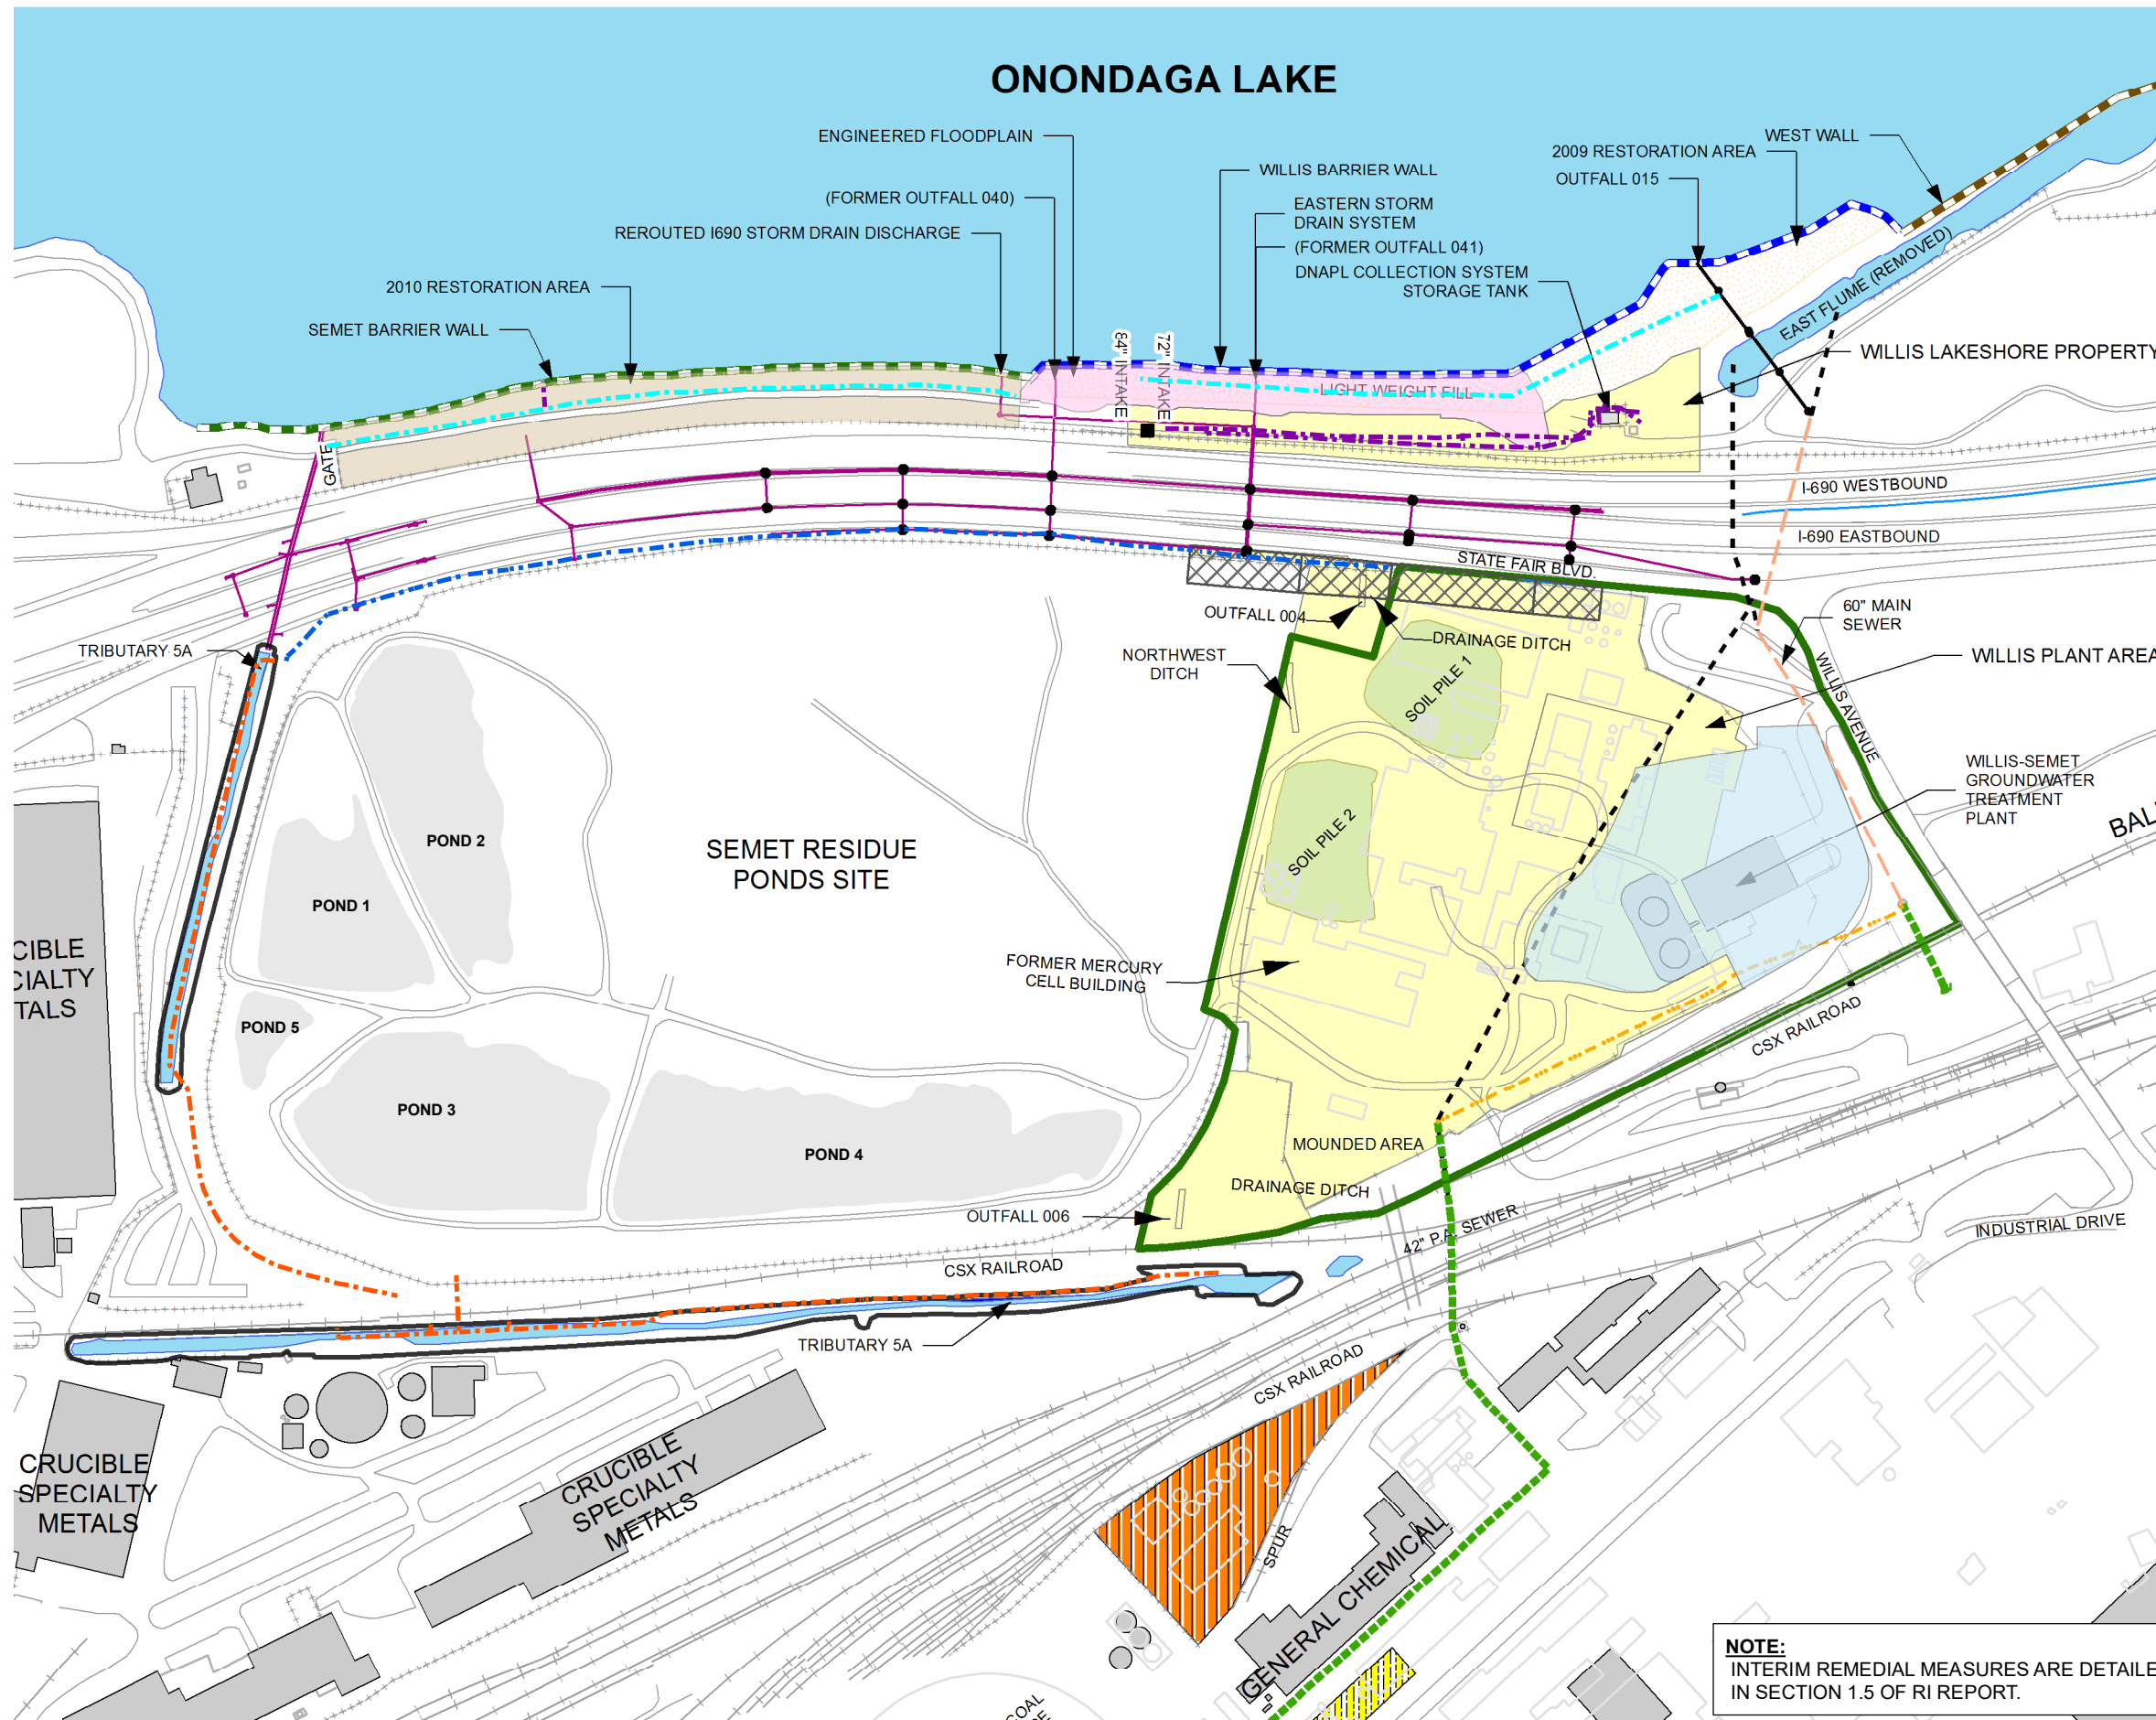 ONONDAGA LAKE
ENGINEERED FLOODPLAIN
WEST WALL
2009 RESTORATION AREA
WILLIS BARRIER WALL
OUTFALL 015
(FORMER OUTFALL 040)
EASTERN STORM
DRAIN SYSTEM
REROUTED I690 STORM DRAIN DISCHARGE
(FORMER OUTFALL 041)
DNAPL COLLECTION SYSTEM
STORAGE TANK
2010 RESTORATION AREA
SEMET BARRIER WALL
EAST FLUME (REMOVED)
84" INTAKE
72" INTAKE
WILLIS LAKESHORE PROPERTY
LIGHT WEIGHT FILL
GATE
I-690 WESTBOUND
I-690 EASTBOUND
STATE FAIR BLVD.
OUTFALL 004
DRAINAGE DITCH
60" MAIN
SEWER
TRIBUTARY 5A
NORTHWEST
DITCH
WILLIS PLANT AREA
SOIL PILE 1
WILLIS AVENUE
WILLIS-SEMET
GROUNDWATER
TREATMENT
PLANT
BAL
POND 2
SEMET RESIDUE
PONDS SITE
SOIL PILE 2
POND 1
CIBLE
CIALTY
TALS
FORMER MERCURY
CELL BUILDING
POND 5
CSX RAILROAD
POND 3
POND 4
MOUNDED AREA
DRAINAGE DITCH
OUTFALL 006
42" P.A. SEWER
INDUSTRIAL DRIVE
CSX RAILROAD
TRIBUTARY 5A
CSX RAILROAD
CRUCIBLE
SPECIALTY
METALS
CRUCIBLE
SPECIALTY
METALS
SPUR
GENERAL CHEMICAL
COAL
NOTE:
INTERIM REMEDIAL MEASURES ARE DETAILE
IN SECTION 1.5 OF RI REPORT.